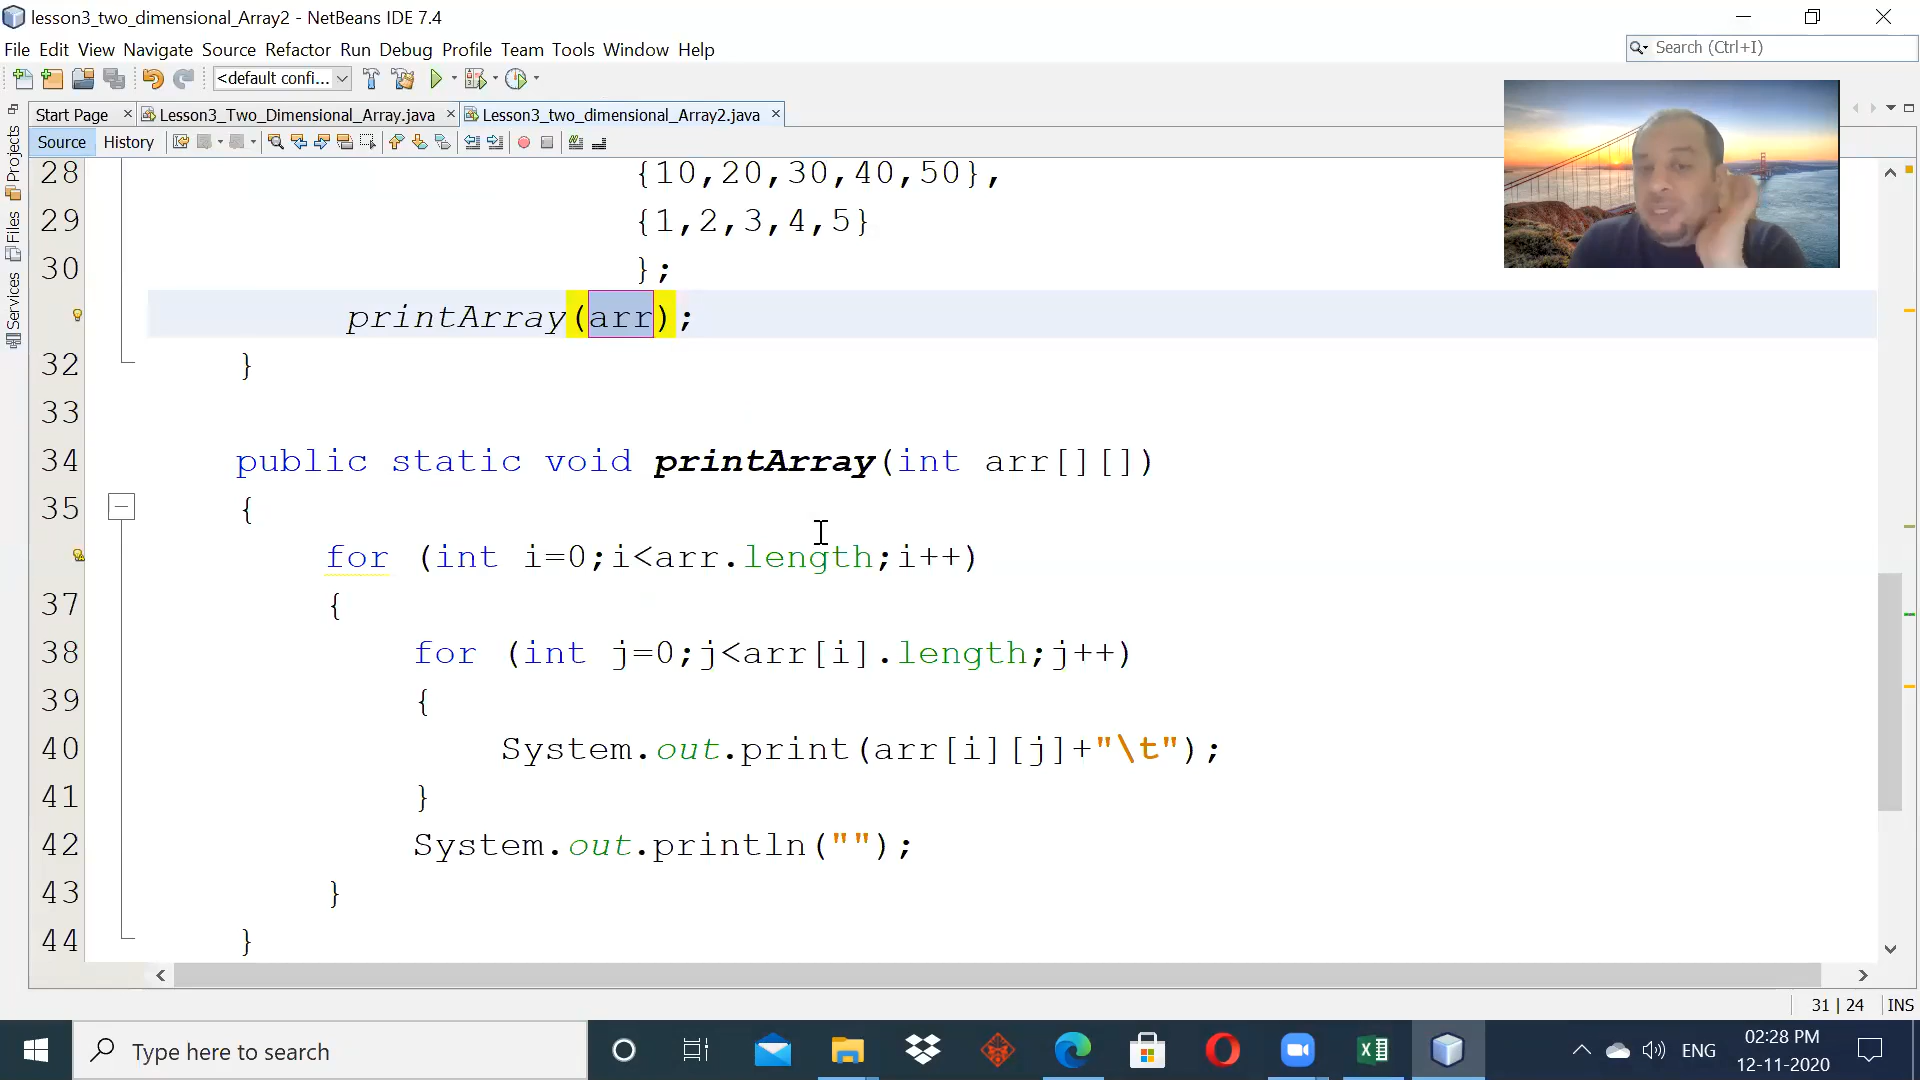 lesson3_two_dimensional_Array2 - NetBeans IDE 7.4
File Edit View Navigate Source Refactor Run Debug Profile Team Tools Window Help
Search (Ctrl+I)
<default confi...
Start Page Lesson3_Two_Dimensional_Array.java Lesson3_two_dimensional_Array2.java
Source History
Projects
Files
Services
28 {10,20,30,40,50},
29 {1,2,3,4,5}
30 };
printArray(arr);
32 }
33
34 public static void printArray(int arr[][])
35 {
for (int i=0;i<arr.length;i++)
37 {
38 for (int j=0;j<arr[i].length;j++)
39 {
40 System.out.print(arr[i][j]+"\t");
41 }
42 System.out.println("");
43 }
44 }
31 | 24 INS
Type here to search
ENG
02:28 PM
12-11-2020